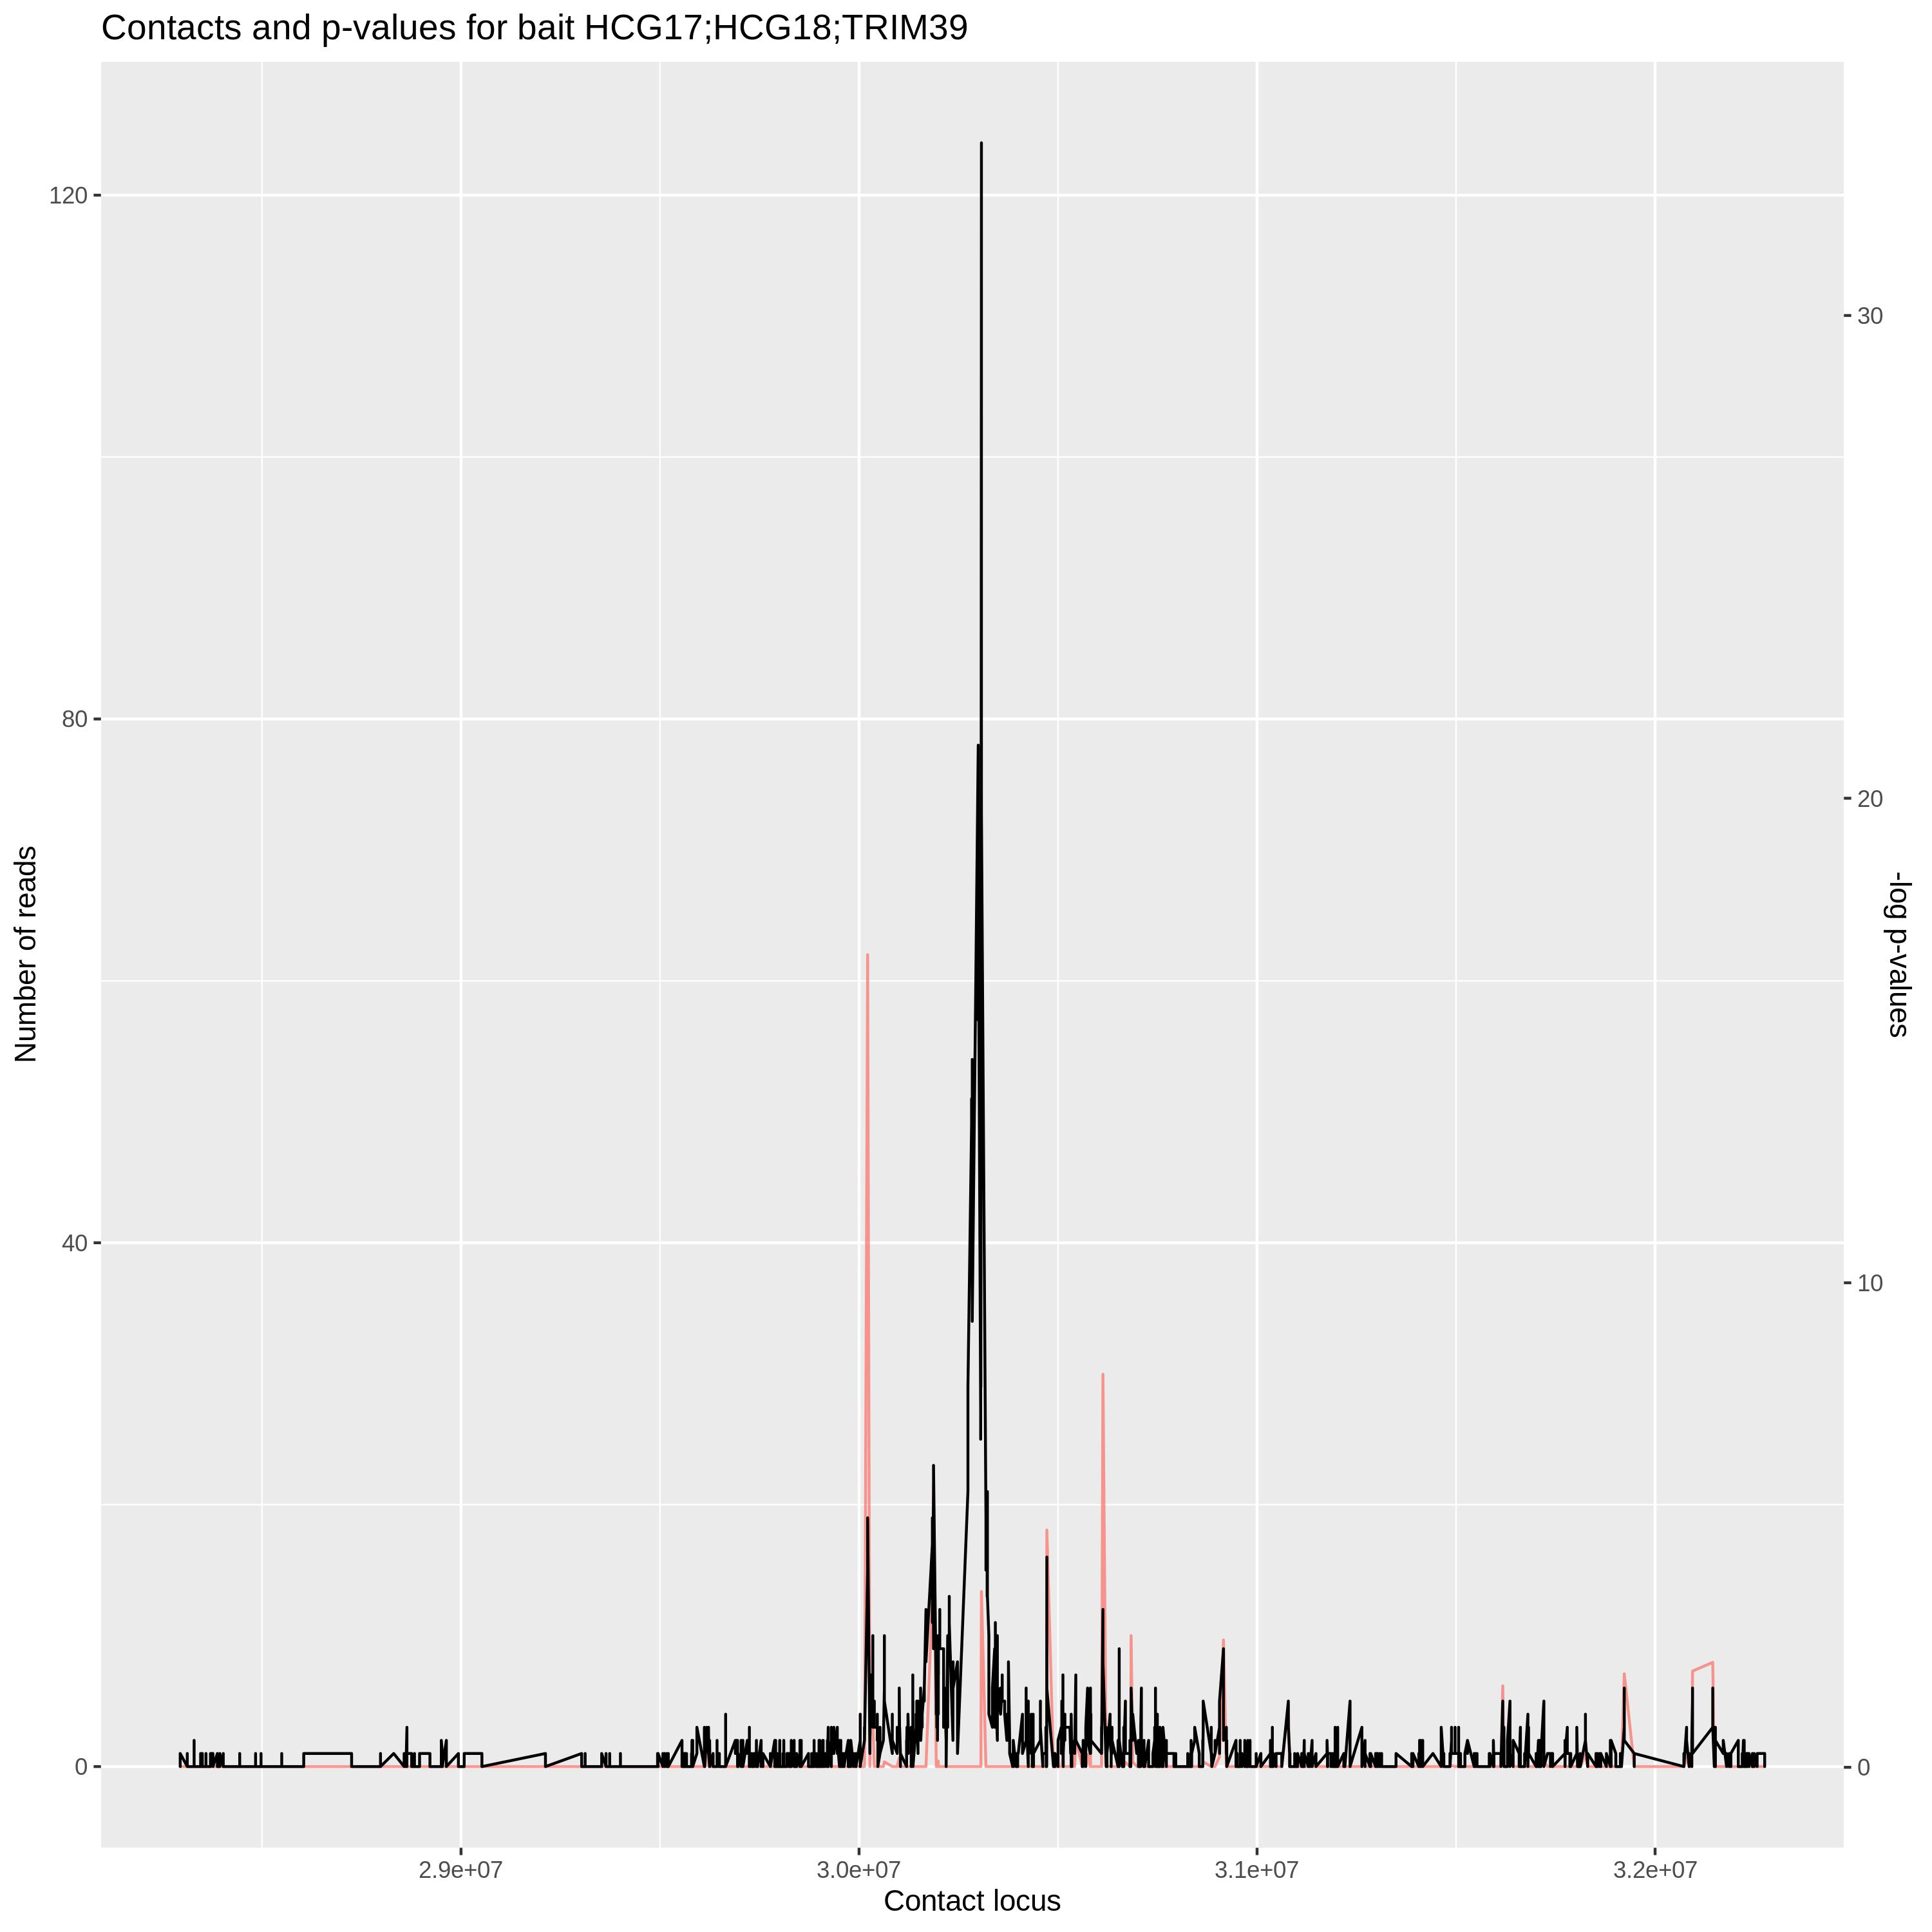 Contacts and p-values for bait HCG17;HCG18;TRIM39
120
80
40
0
Number of reads
30
20
10
0
-log p-values
2.9e+07
3.0e+07
3.1e+07
3.2e+07
Contact locus